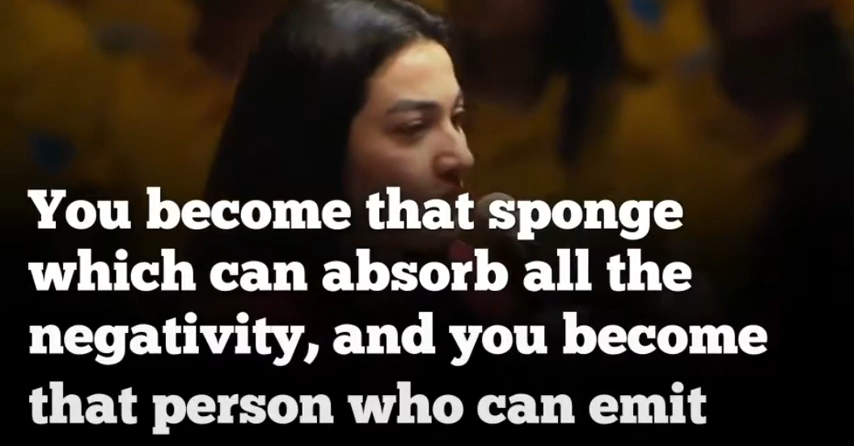 You become that sponge
which can absorb all the
negativity, and you become
that person who can emit